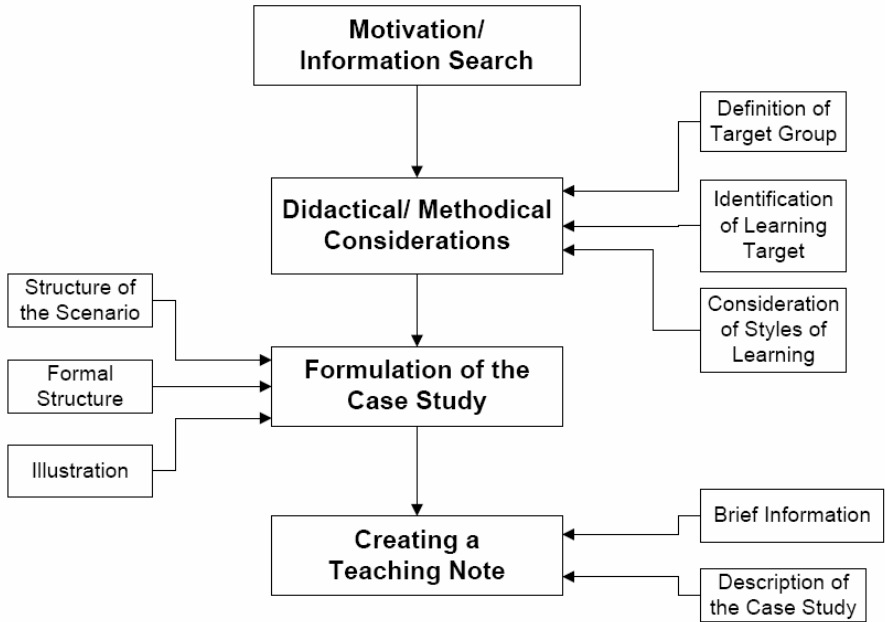 Motivation/
Information Search
Definition of
Target Group
Didactical/ Methodical
Considerations
Identification
of Learning
Target
Structure of
the Scenario
Consideration
of Styles of
Learning
Formulation of the
Case Study
Formal
Structure
Illustration
Brief Information
Creating a
Teaching Note
Description of
the Case Study